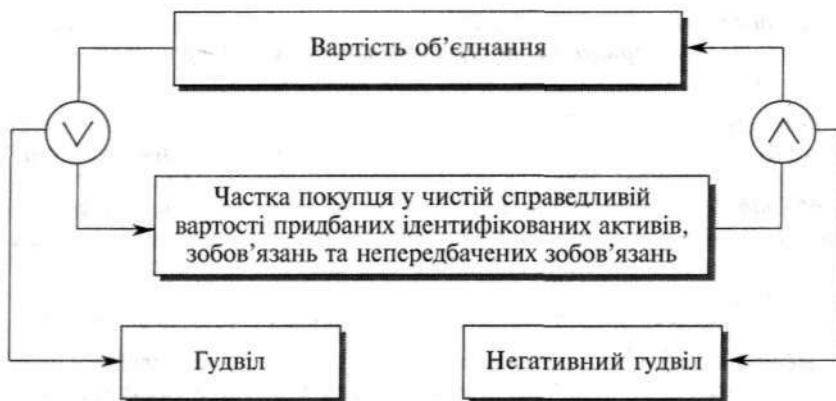 Вартість об’єднання
Частка покупця у чистій справедливій
вартості придбаних ідентифікованих активів,
зобов’язань та непередбачених зобов’язань
Гудвіл
Негативний гудвіл